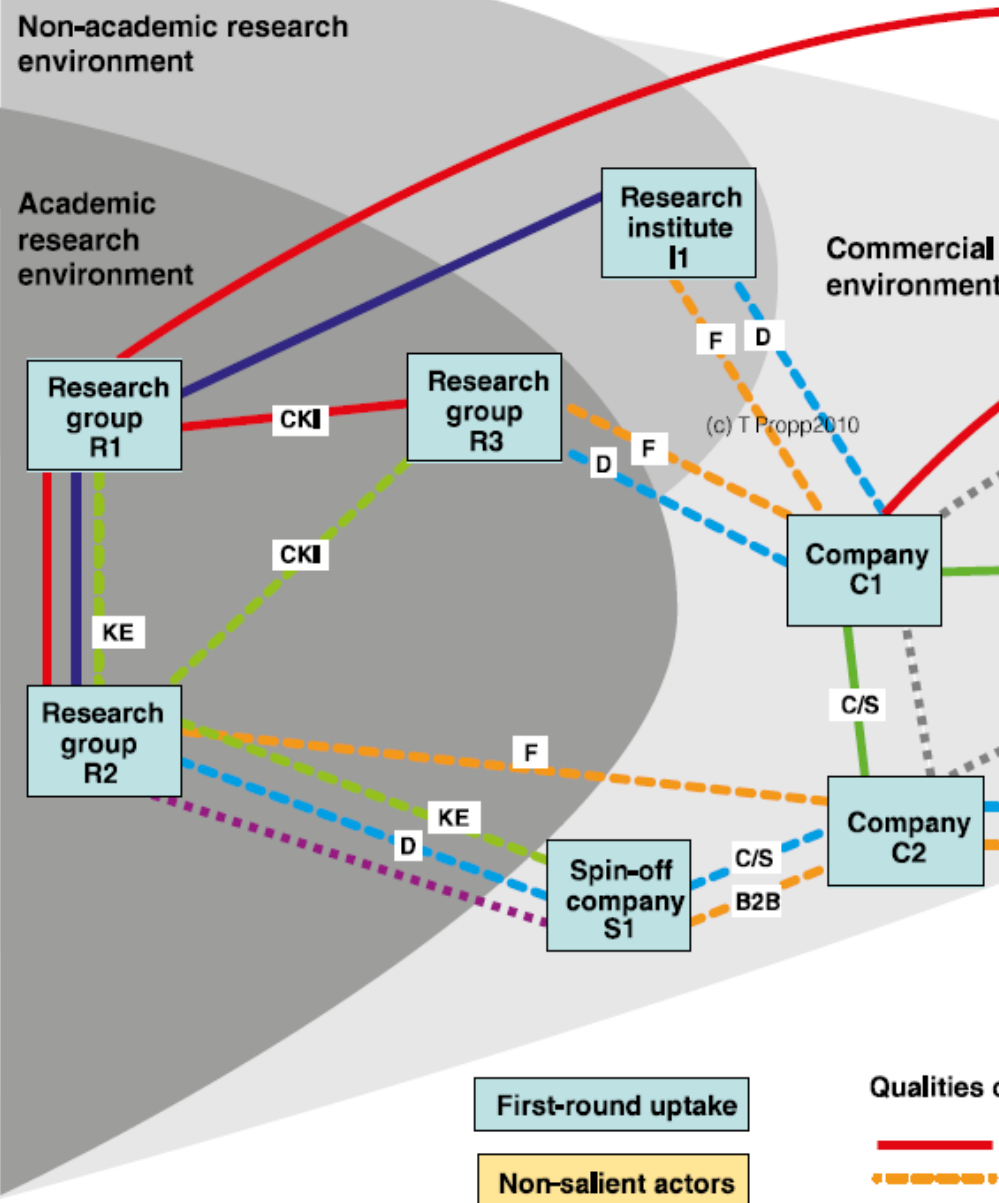 Non-academic research
environment
Academic
research
environment
Research
institute
I1
Commercial
environment
F
D
Research
group
R1
CKI
Research
group
R3
(c) T Propp2010
F
D
CKI
Company
C1
KE
C/S
Research
group
R2
F
KE
D
Company
C2
C/S
B2B
Spin-off
company
S1
First-round uptake
Qualities
Non-salient actors